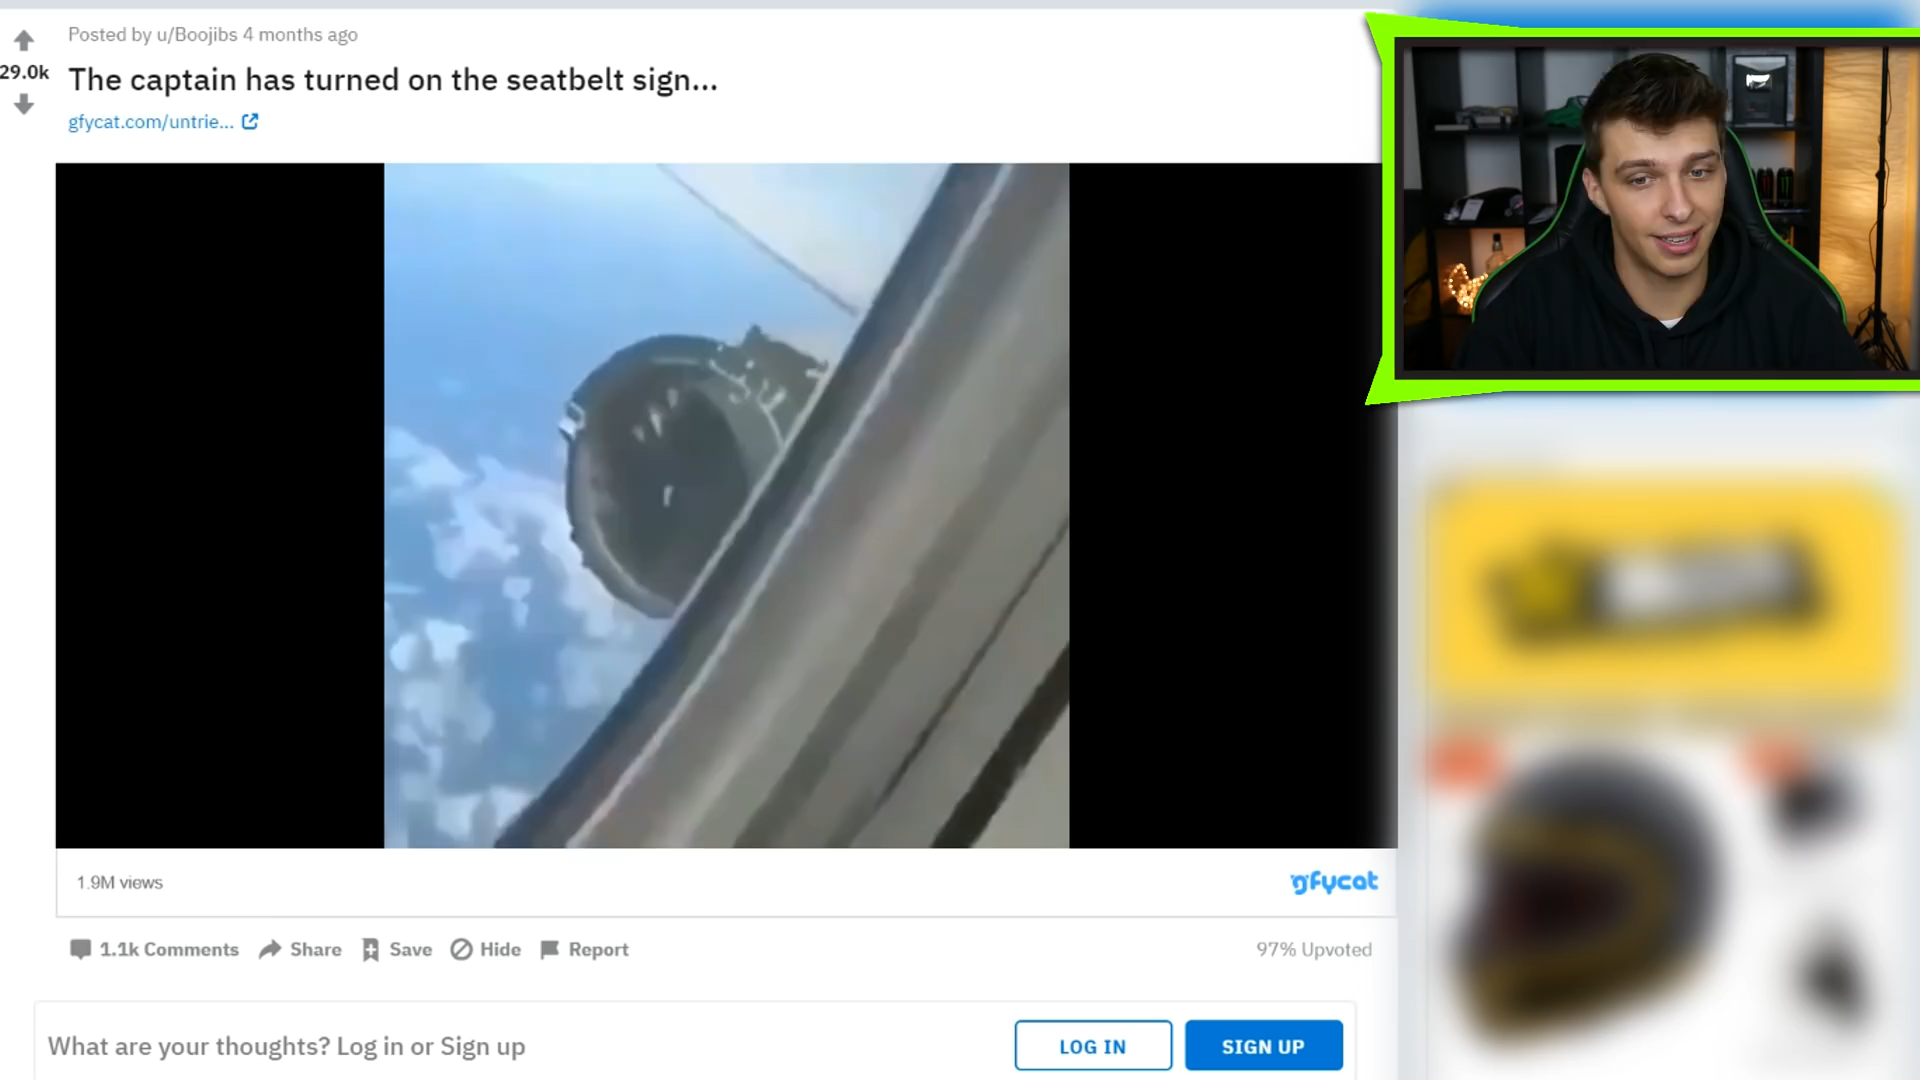 Posted by u/Boojibs 4 months ago
29.0k
The captain has turned on the seatbelt sign...
gfycat.com/untrie...
1.9M views
gfycat
1.1k Comments Share Save Hide Report
97% Upvoted
What are your thoughts? Log in or Sign up
LOG IN
SIGN UP